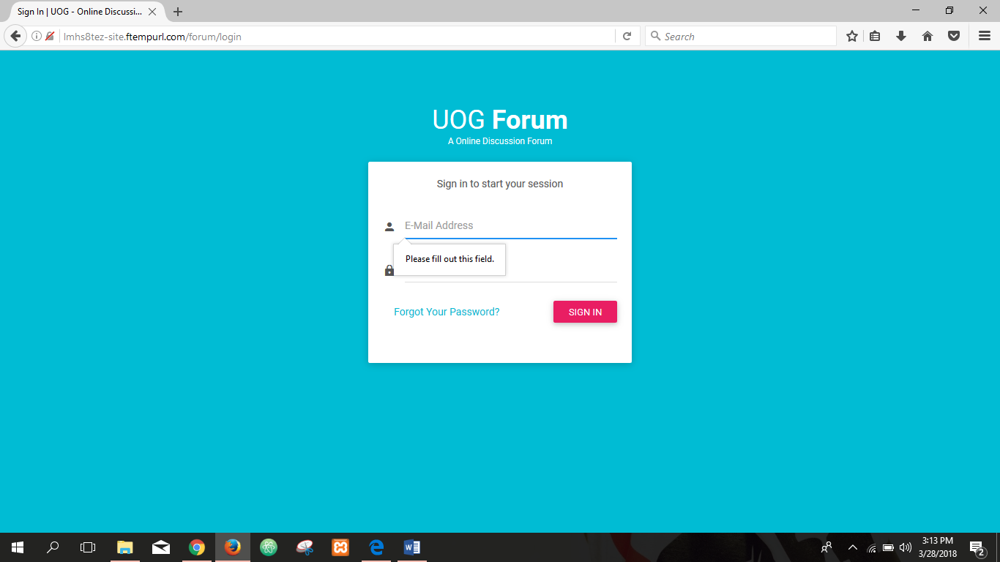 Sign In | UOG - Online Discussi...
lmhs8tez-site.ftempurl.com/forum/login
Search
UOG Forum
A Online Discussion Forum
Sign in to start your session
E-Mail Address
Please fill out this field.
Forgot Your Password?
SIGN IN
3:13 PM
3/28/2018
2